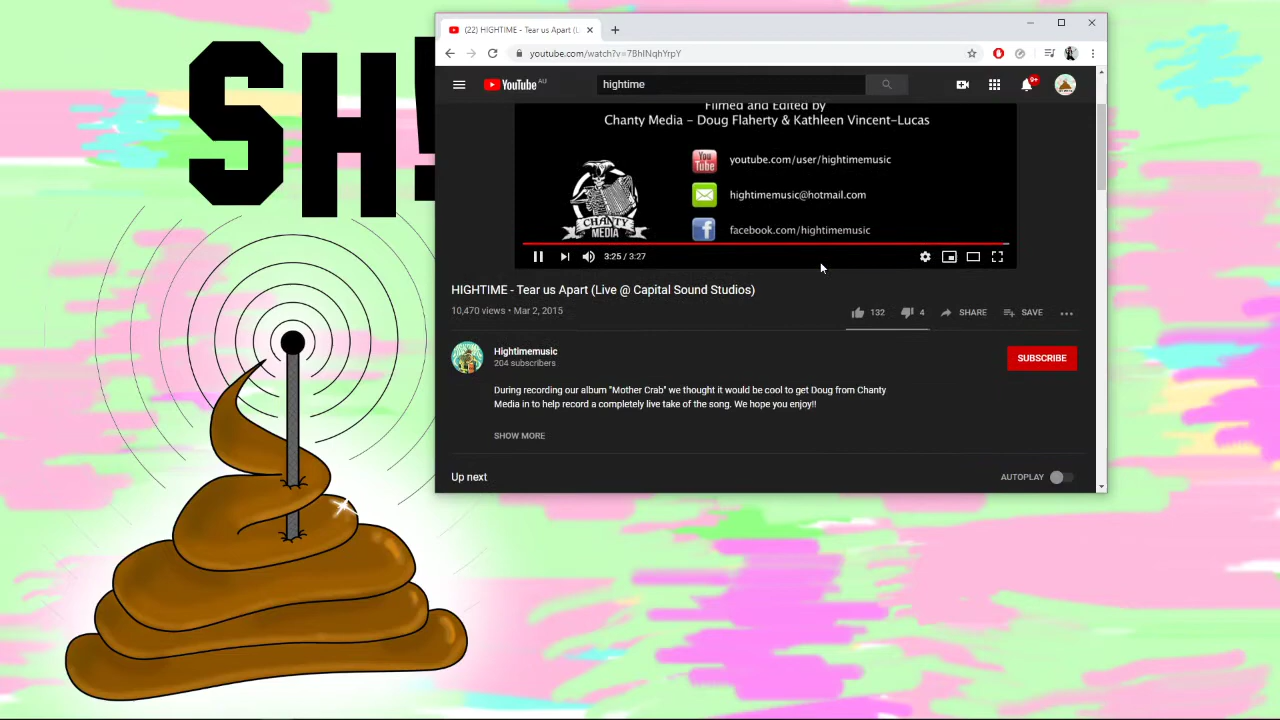 SH!
(22) HIGHTIME - Tear us Apart (L
youtube.com/watch?v=7BhINqhYrpY
YouTube AU
hightime
9+
Filmed and Edited by
Chanty Media – Doug Flaherty & Kathleen Vincent-Lucas
You Tube
youtube.com/user/hightimemusic
hightimemusic@hotmail.com
CHANTY MEDIA
facebook.com/hightimemusic
3:25 / 3:27
HIGHTIME - Tear us Apart (Live @ Capital Sound Studios)
10,470 views • Mar 2, 2015
132
4
SHARE
SAVE
Hightimemusic
204 subscribers
SUBSCRIBE
During recording our album "Mother Crab" we thought it would be cool to get Doug from Chanty
Media in to help record a completely live take of the song. We hope you enjoy!!
SHOW MORE
Up next
AUTOPLAY